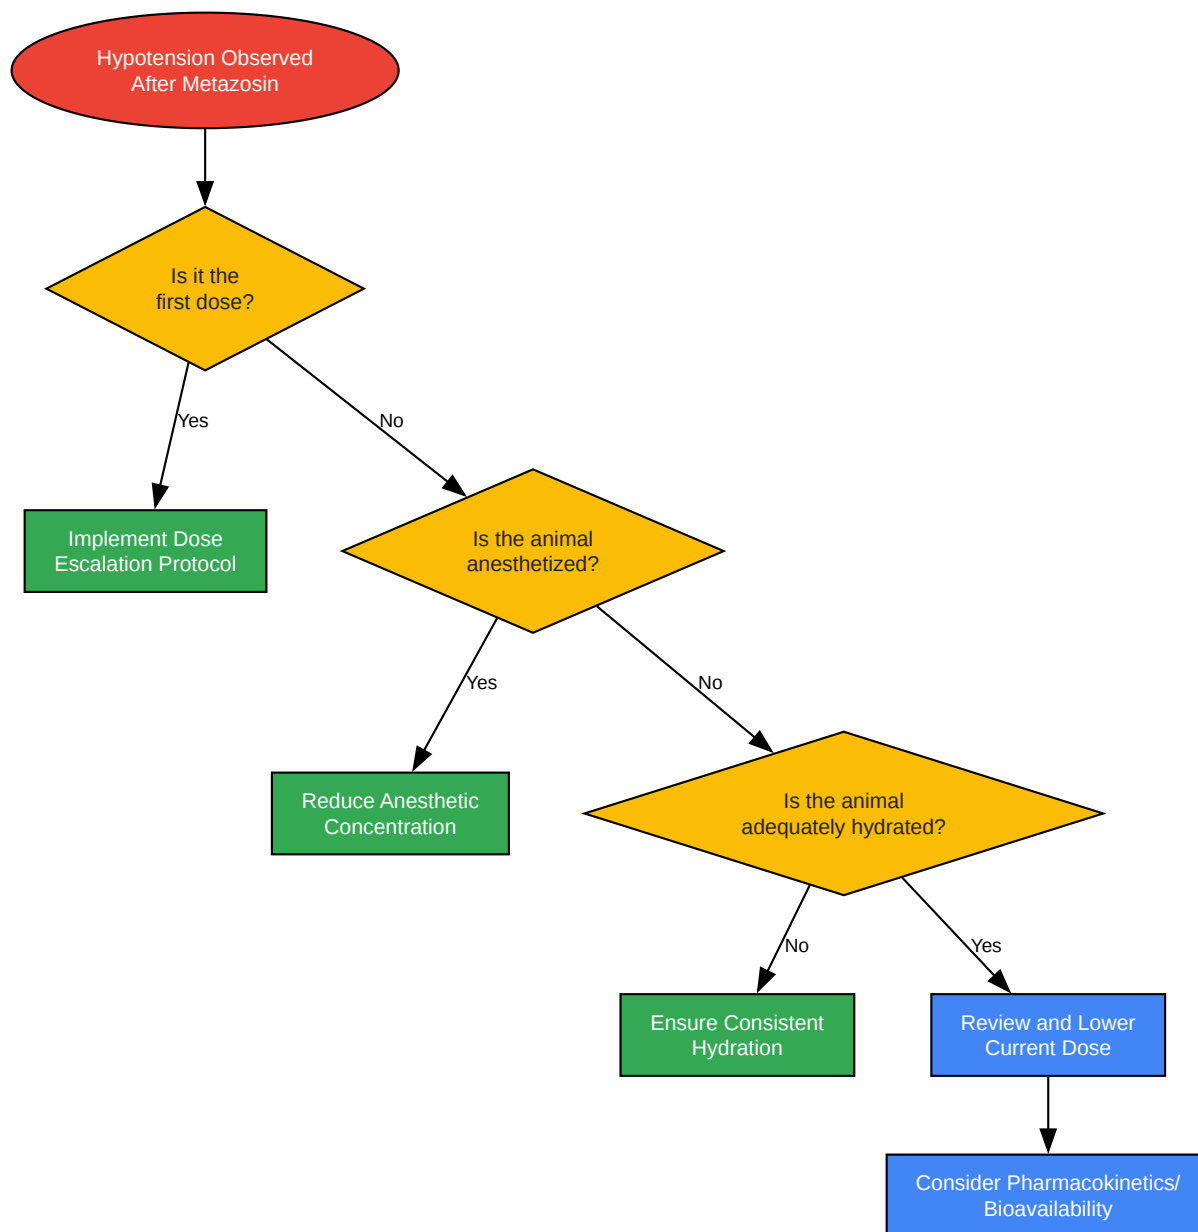 Hypotension Observed
After Metazosin
Is it the
first dose?
Yes
No
Implement Dose
Escalation Protocol
Is the animal
anesthetized?
Yes
No
Reduce Anesthetic
Concentration
Is the animal
adequately hydrated?
No
Yes
Ensure Consistent
Hydration
Review and Lower
Current Dose
Consider Pharmacokinetics/
Bioavailability